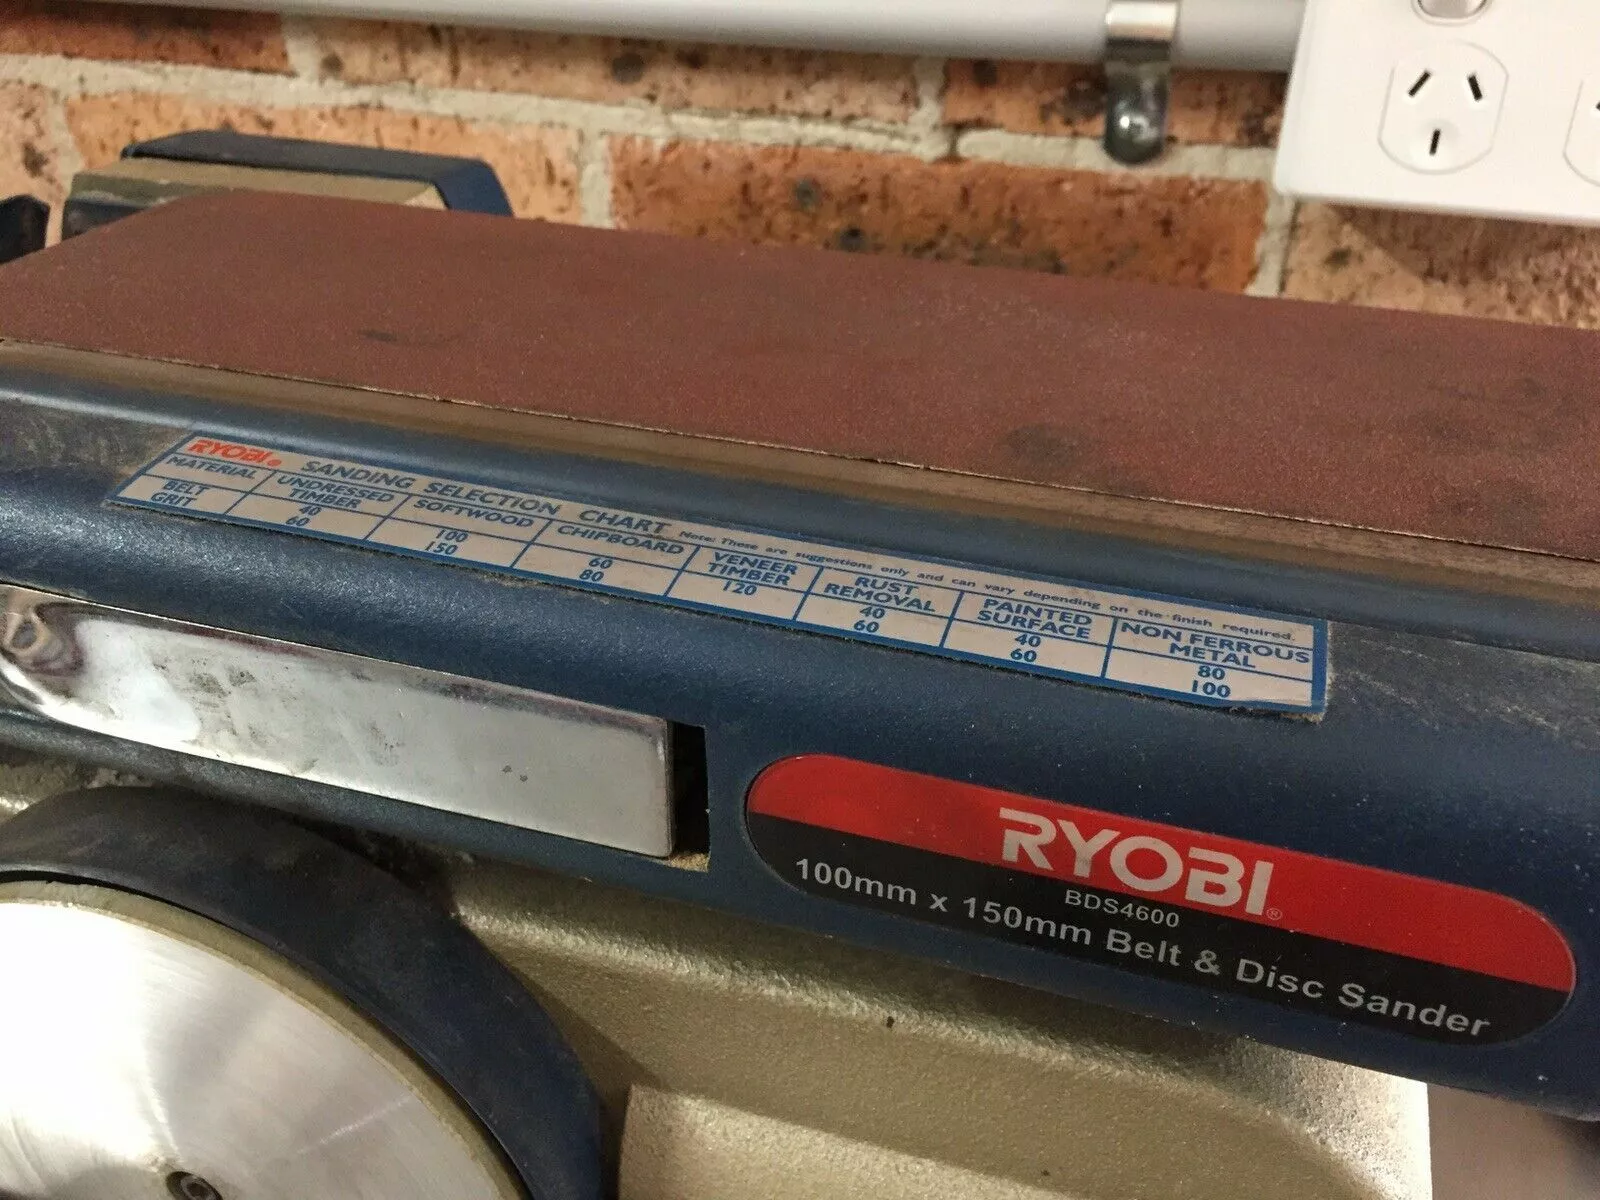 RYOBI® SANDING SELECTION CHART Note: These are suggestions only and can vary depending on the finish required.
MATERIAL UNDRESSED TIMBER SOFTWOOD CHIPBOARD VENEER TIMBER RUST REMOVAL PAINTED SURFACE NON FERROUS METAL
BELT GRIT 40 60 100 150 60 80 120 40 60 40 60 80 100
RYOBI®
BDS4600
100mm x 150mm Belt & Disc Sander